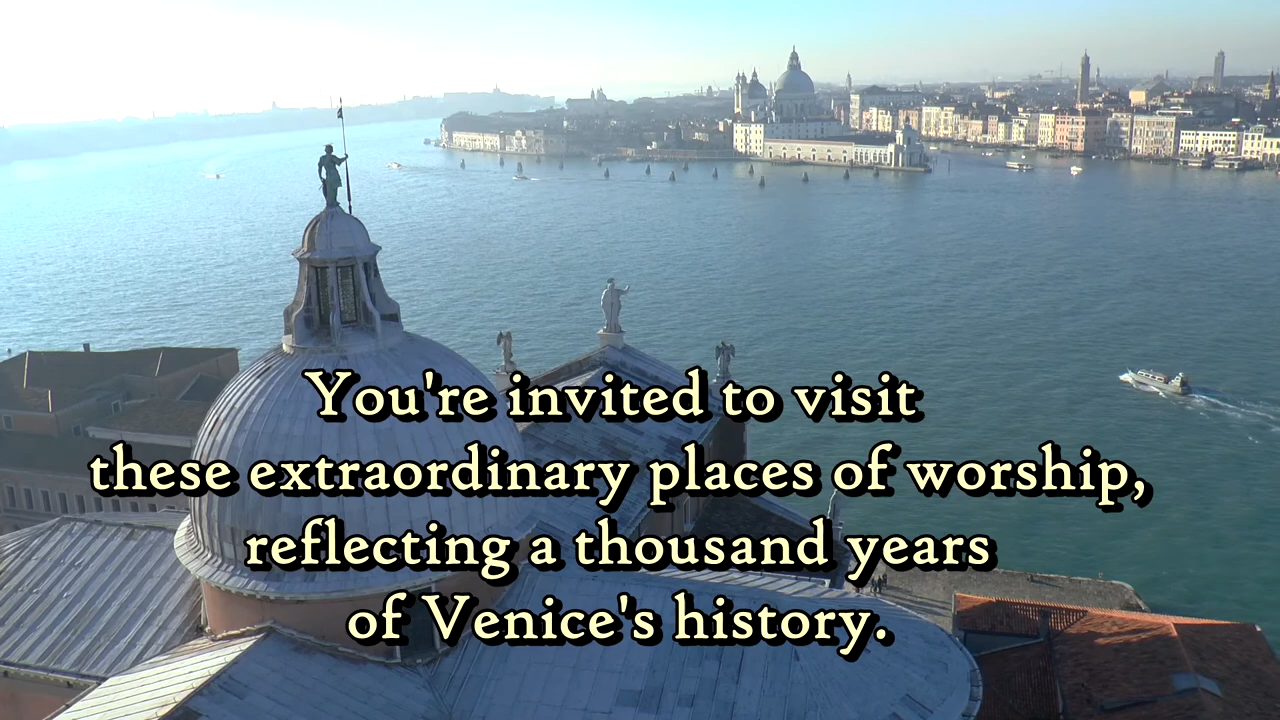 You're invited to visit
these extraordinary places of worship,
reflecting a thousand years
of Venice's history.